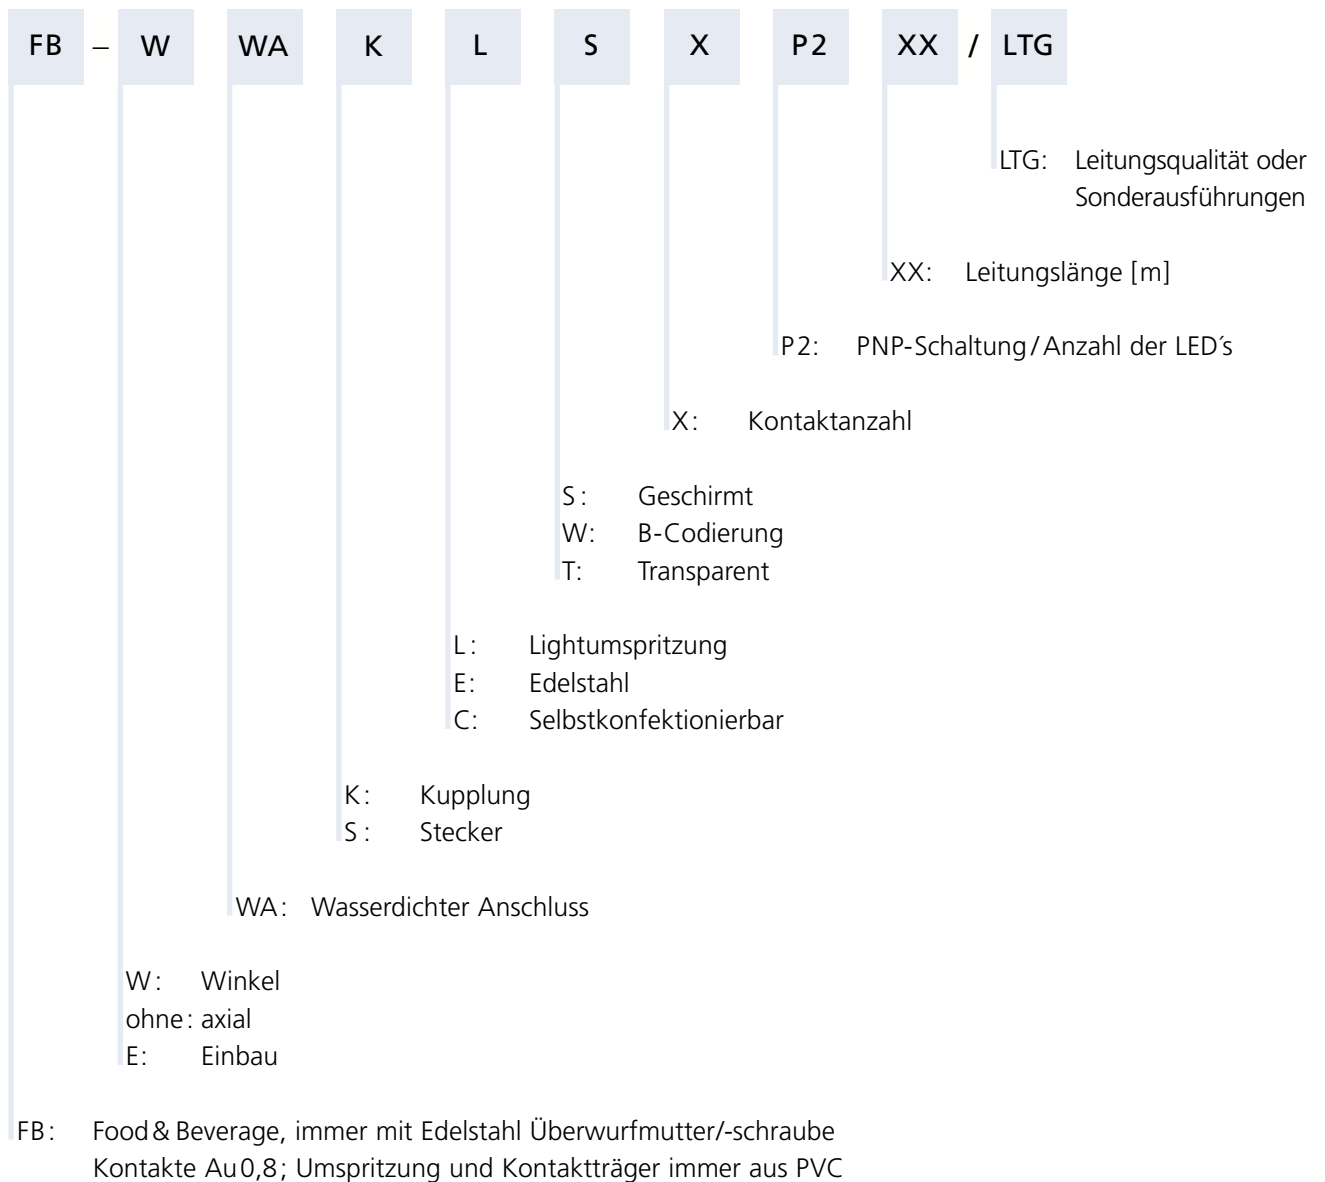 FB – W WA K L S X P2 XX / LTG
LTG: Leitungsqualität oder
Sonderausführungen
XX: Leitungslänge [m]
P2: PNP-Schaltung/Anzahl der LED´s
X: Kontaktanzahl
S: Geschirmt
W: B-Codierung
T: Transparent
L: Lightumspritzung
E: Edelstahl
C: Selbstkonfektionierbar
K: Kupplung
S: Stecker
WA: Wasserdichter Anschluss
W: Winkel
ohne: axial
E: Einbau
FB: Food & Beverage, immer mit Edelstahl Überwurfmutter/-schraube
Kontakte Au 0,8; Umspritzung und Kontaktträger immer aus PVC